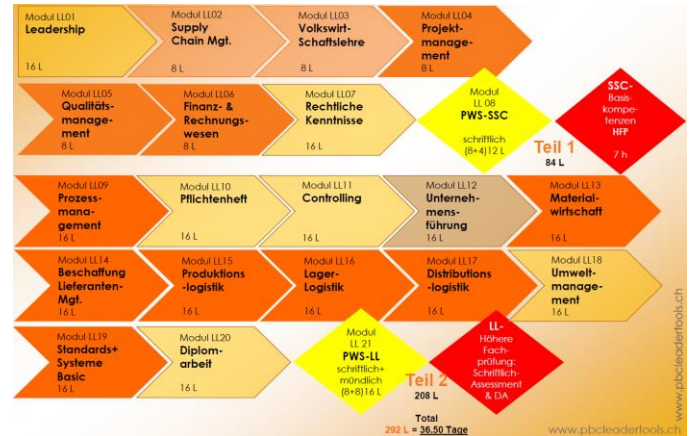 Modul LL01
Leadership
16 L
Modul LL02
Supply
Chain Mgt.
8 L
Modul LL03
Volkswirt-
Schaftslehre
8 L
Modul LL04
Projekt-
manage-
ment
8 L
Modul LL05
Qualitäts-
manage-
ment
8 L
Modul LL06
Finanz- &
Rechnungs-
wesen
8 L
Modul LL07
Rechtliche
Kenntnisse
16 L
Modul
LL 08
PWS-SSC
schriftlich
(8+4)12 L
Teil 1
84 L
SSC-
Basis-
kompe-
tenzen
HFP
7 h
Modul LL09
Prozess-
mana-
gement
16 L
Modul LL10
Pflichtenheft
16 L
Modul LL11
Controlling
16 L
Modul LL12
Unterneh-
mens-
führung
16 L
Modul LL13
Material-
wirtschaft
16 L
Modul LL14
Beschaffung
Lieferanten-
Mgt.
16 L
Modul LL15
Produktions
-logistik
16 L
Modul LL16
Lager-
Logistik
16 L
Modul LL17
Distributions
-logistik
16 L
Modul LL18
Umwelt-
manage-
ment
16 L
Modul LL19
Standards+
Systeme
Basic
16 L
Modul LL20
Diplom-
arbeit
16 L
Modul
LL 21
PWS-LL
schriftlich+
mündlich
(8+8)16 L
Teil 2
208 L
LL-
Höhere
Fach-
prüfung:
Schriftlich-
Assessment
& DA
Total
292 L = 36.50 Tage
www.pbcleadertools.ch
www.pbcleadertools.ch